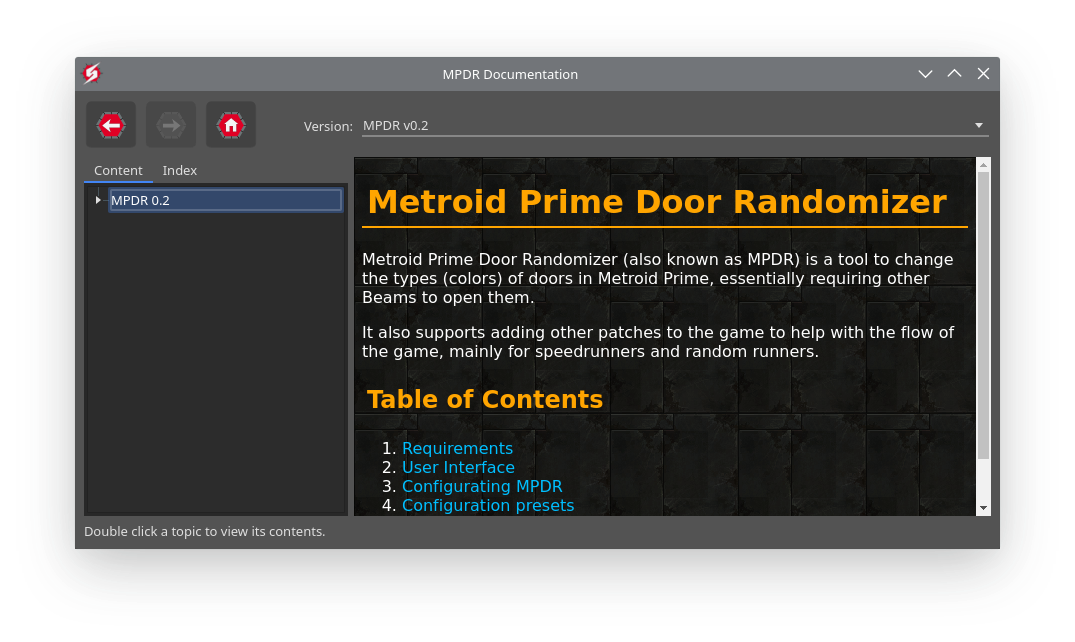 MPDR Documentation
Version: MPDR v0.2
Content Index
MPDR 0.2
Metroid Prime Door Randomizer
Metroid Prime Door Randomizer (also known as MPDR) is a tool to change
the types (colors) of doors in Metroid Prime, essentially requiring other
Beams to open them.
It also supports adding other patches to the game to help with the flow of
the game, mainly for speedrunners and random runners.
Table of Contents
1. Requirements
2. User Interface
3. Configurating MPDR
4. Configuration presets
Double click a topic to view its contents.